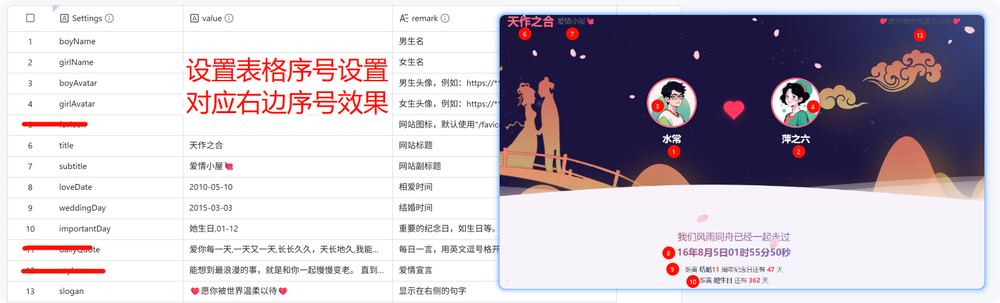 Settings value remark
1 boyName 男生名
2 girlName 女生名
3 boyAvatar 男生头像，例如：https://**
4 girlAvatar 女生头像，例如：https://**
网站图标，默认使用"/favic
6 title 天作之合 网站标题
7 subtitle 爱情小屋💘 网站副标题
8 loveDate 2010-05-10 相爱时间
9 weddingDay 2015-03-03 结婚时间
10 importantDay 她生日,01-12 重要的纪念日，如生日等。
11 dailyQuote 爱你每一天,一天又一天,长长久久，天长地久,我能... 每日一言，用英文逗号格开
12 能想到最浪漫的事，就是和你一起慢慢变老。 直到... 爱情宣言
13 slogan 💗愿你被世界温柔以待💗 显示在右侧的句字
设置表格序号设置
对应右边序号效果
天作之合 爱情小屋💘
💗愿你被世界温柔以待💗
6 7 13
3 4
水常 萍之六
1 2
我们风雨同舟已经一起走过
8 16年8月5日01时55分50秒
9 距离 结婚11 周年纪念日还有 47 天
10 距离 她生日 还有 362 天